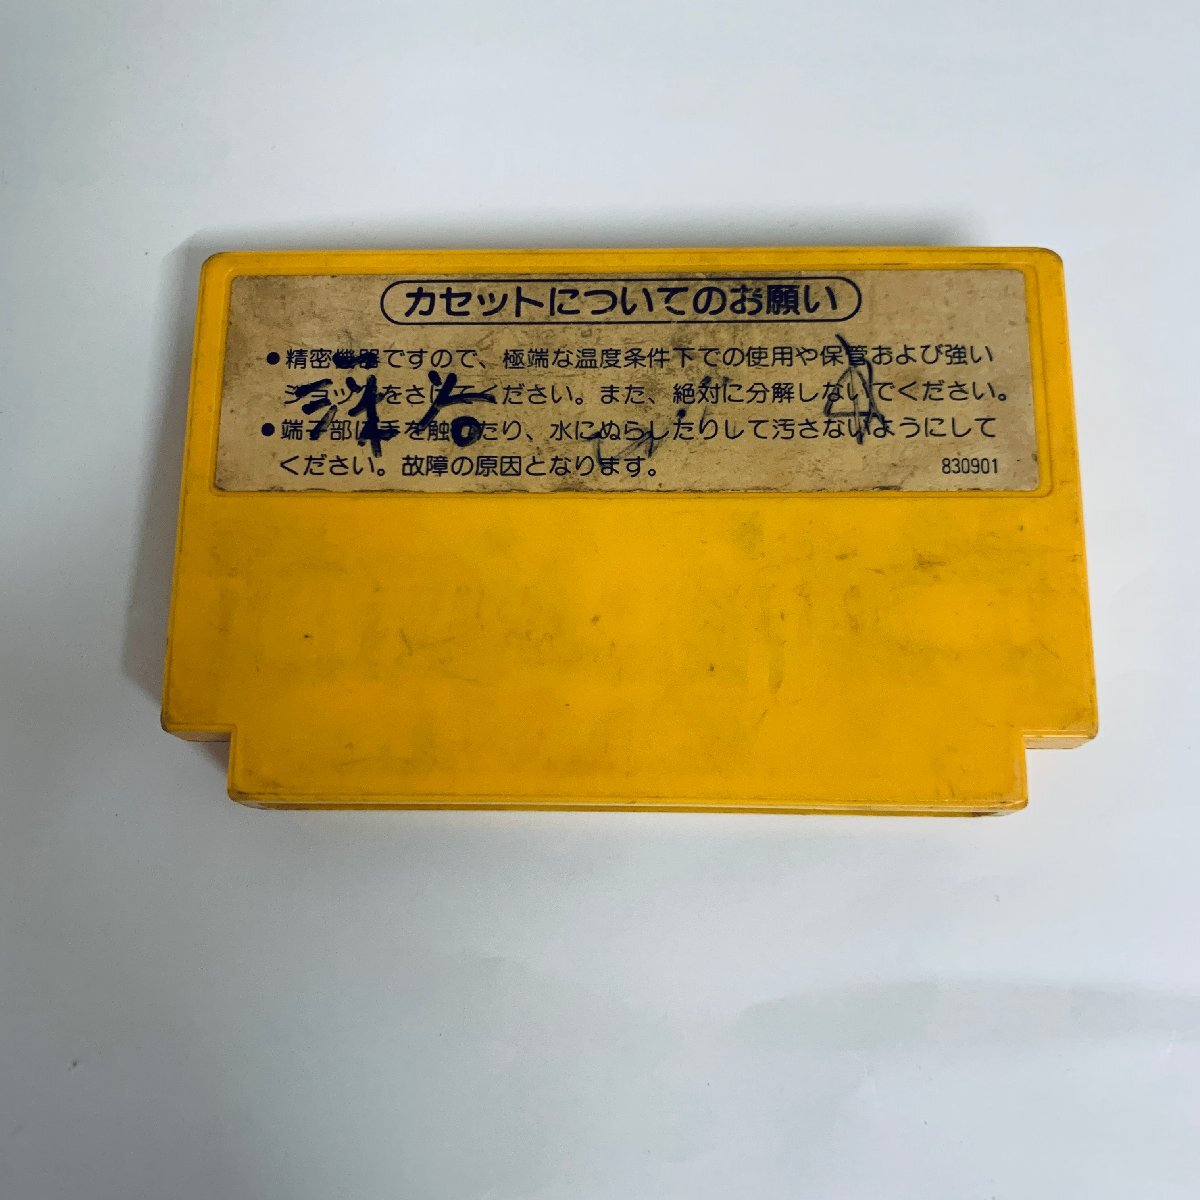 カセットについてのお願い
●精密機器ですので、極端な温度条件下での使用や保管および強い
ショックをさけてください。また、絶対に分解しないでください。
●端子部に手を触れたり、水にぬらしたりして汚さないようにして
ください。故障の原因となります。
830901